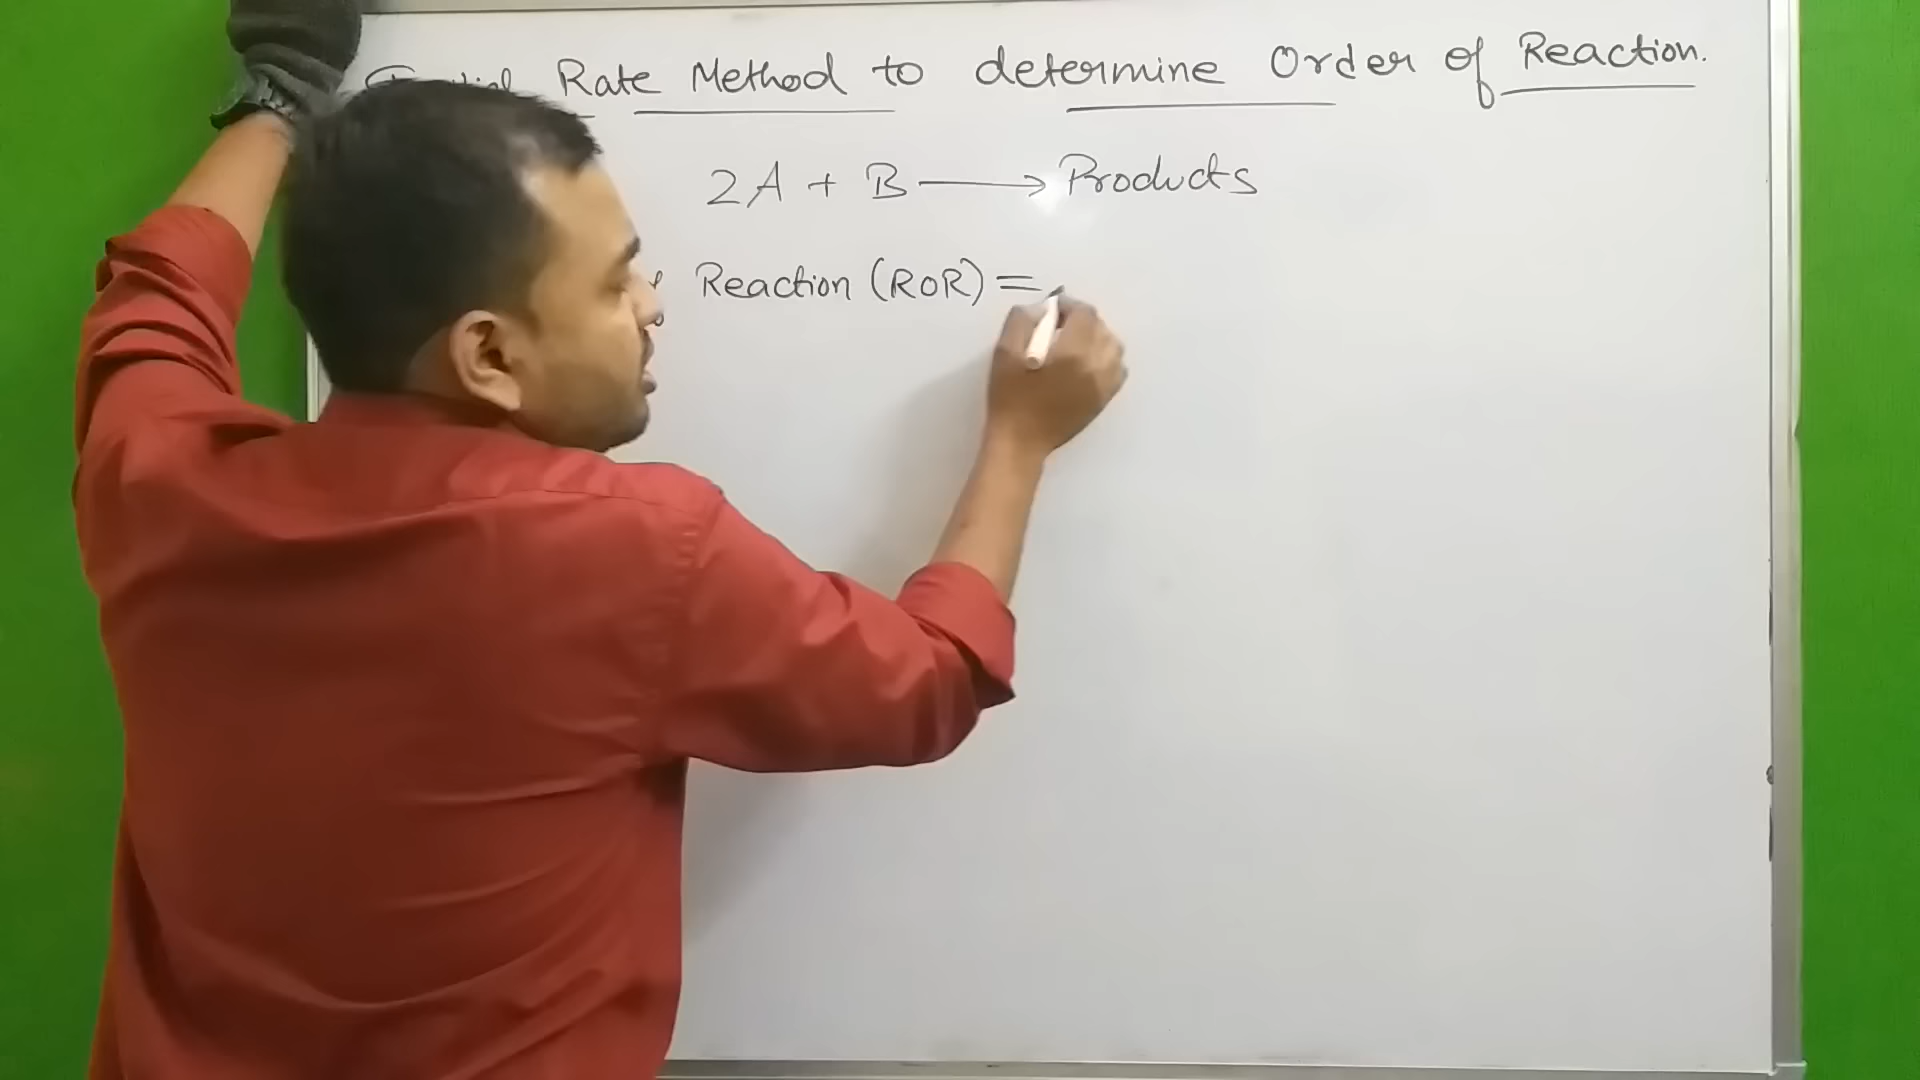 Rate Method to determine Order of Reaction.
2A + B ⟶ Products
Reaction (ROR) =